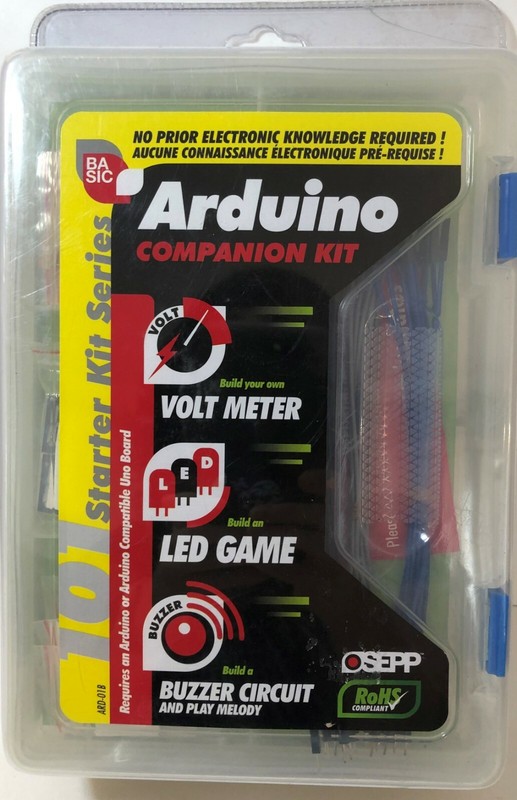 NO PRIOR ELECTRONIC KNOWLEDGE REQUIRED !
AUCUNE CONNAISSANCE ÉLECTRONIQUE PRÉ-REQUISE !
BA
SIC
Arduino
COMPANION KIT
101 Starter Kit Series
Requires an Arduino or Arduino Compatible Uno Board
ARD-01B
VOLT
Build your own
VOLT METER
LED
Build an
LED GAME
BUZZER
Build a
BUZZER CIRCUIT
AND PLAY MELODY
OSEPP
RoHS
COMPLIANT
Please